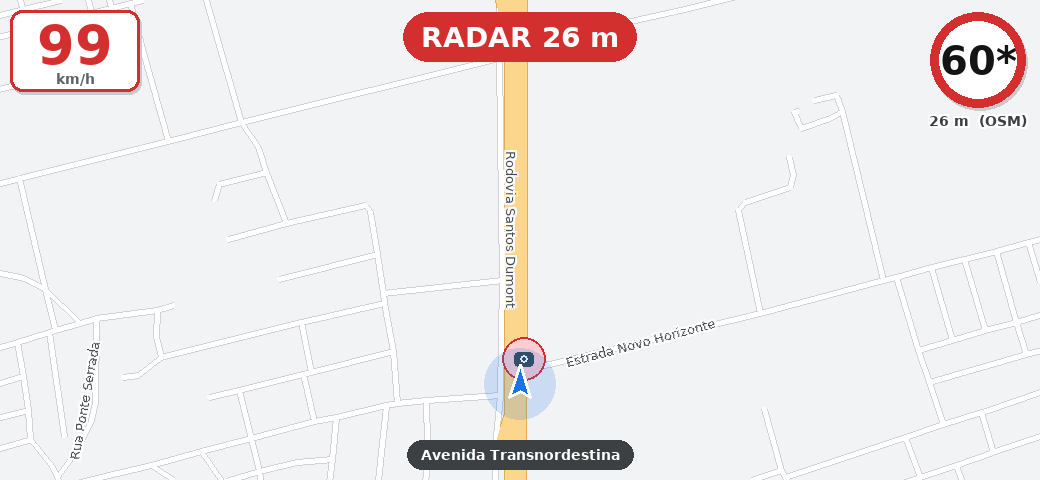 99
km/h
RADAR 26 m
60*
26 m (OSM)
Rodovia Santos Dumont
Estrada Novo Horizonte
Rua Ponte Serrada
Avenida Transnordestina